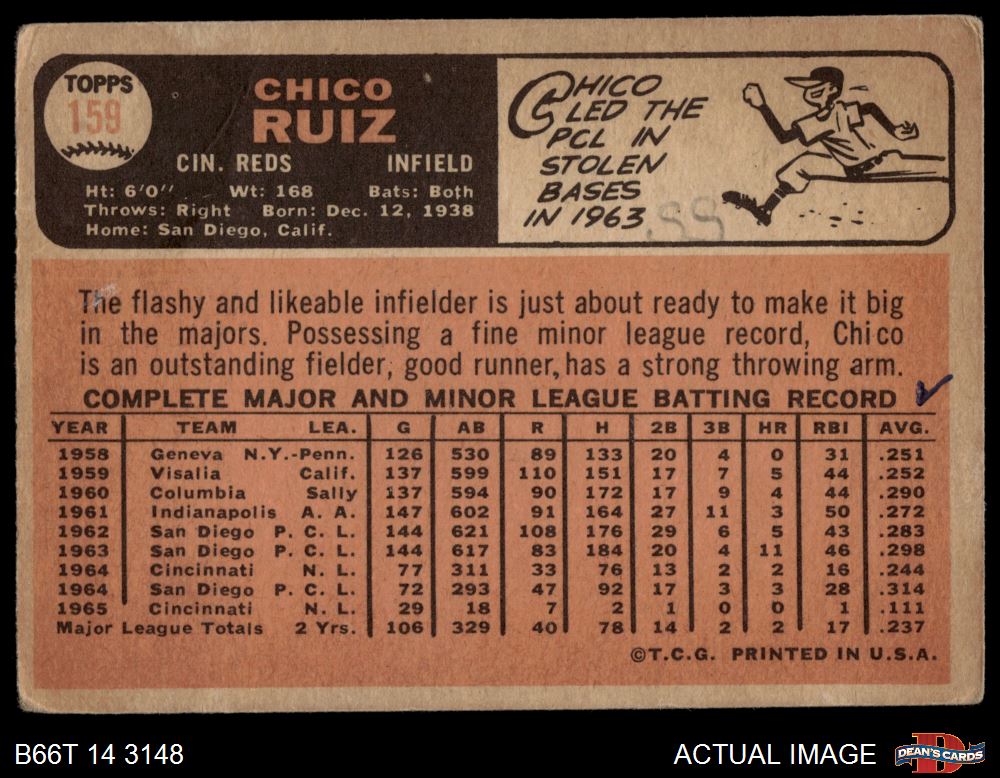 TOPPS
159
CHICO
RUIZ
CIN. REDS INFIELD
Ht: 6'0" Wt: 168 Bats: Both
Throws: Right Born: Dec. 12, 1938
Home: San Diego, Calif.
CHICO
LED THE
PCL IN
STOLEN
BASES
IN 1963
The flashy and likeable infielder is just about ready to make it big
in the majors. Possessing a fine minor league record, Chico
is an outstanding fielder, good runner, has a strong throwing arm.
COMPLETE MAJOR AND MINOR LEAGUE BATTING RECORD
YEAR TEAM LEA. G AB R H 2B 3B HR RBI AVG.
1958 Geneva N.Y.-Penn. 126 530 89 133 20 4 0 31 .251
1959 Visalia Calif. 137 599 110 151 17 7 5 44 .252
1960 Columbia Sally 137 594 90 172 17 9 4 44 .290
1961 Indianapolis A. A. 147 602 91 164 27 11 3 50 .272
1962 San Diego P. C. L. 144 621 108 176 29 6 5 43 .283
1963 San Diego P. C. L. 144 617 83 184 20 4 11 46 .298
1964 Cincinnati N. L. 77 311 33 76 13 2 2 16 .244
1964 San Diego P. C. L. 72 293 47 92 17 3 3 28 .314
1965 Cincinnati N. L. 29 18 7 2 1 0 0 1 .111
Major League Totals 2 Yrs. 106 329 40 78 14 2 2 17 .237
©T.C.G. PRINTED IN U.S.A.
B66T 14 3148 ACTUAL IMAGE DEAN'S CARDS